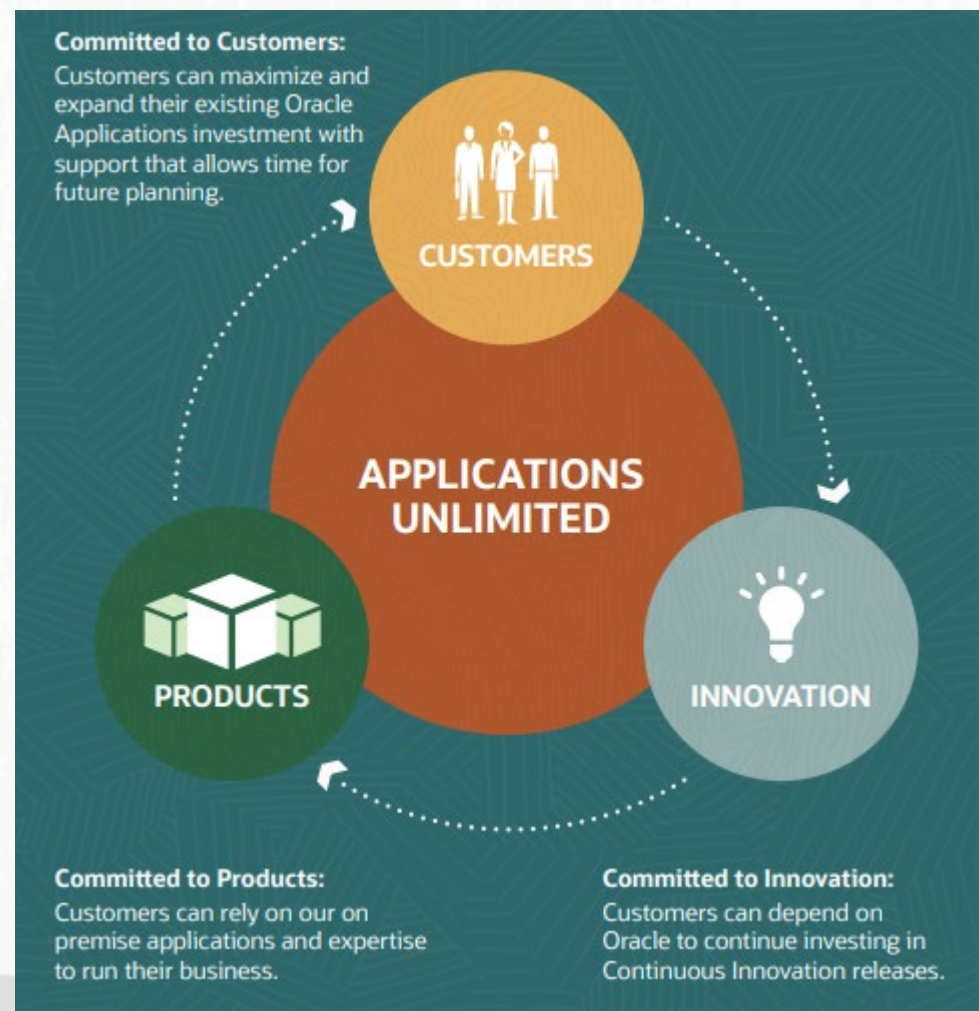 Committed to Customers:
Customers can maximize and
expand their existing Oracle
Applications investment with
support that allows time for
future planning.
CUSTOMERS
APPLICATIONS
UNLIMITED
PRODUCTS
INNOVATION
Committed to Products:
Customers can rely on our on
premise applications and expertise
to run their business.
Committed to Innovation:
Customers can depend on
Oracle to continue investing in
Continuous Innovation releases.